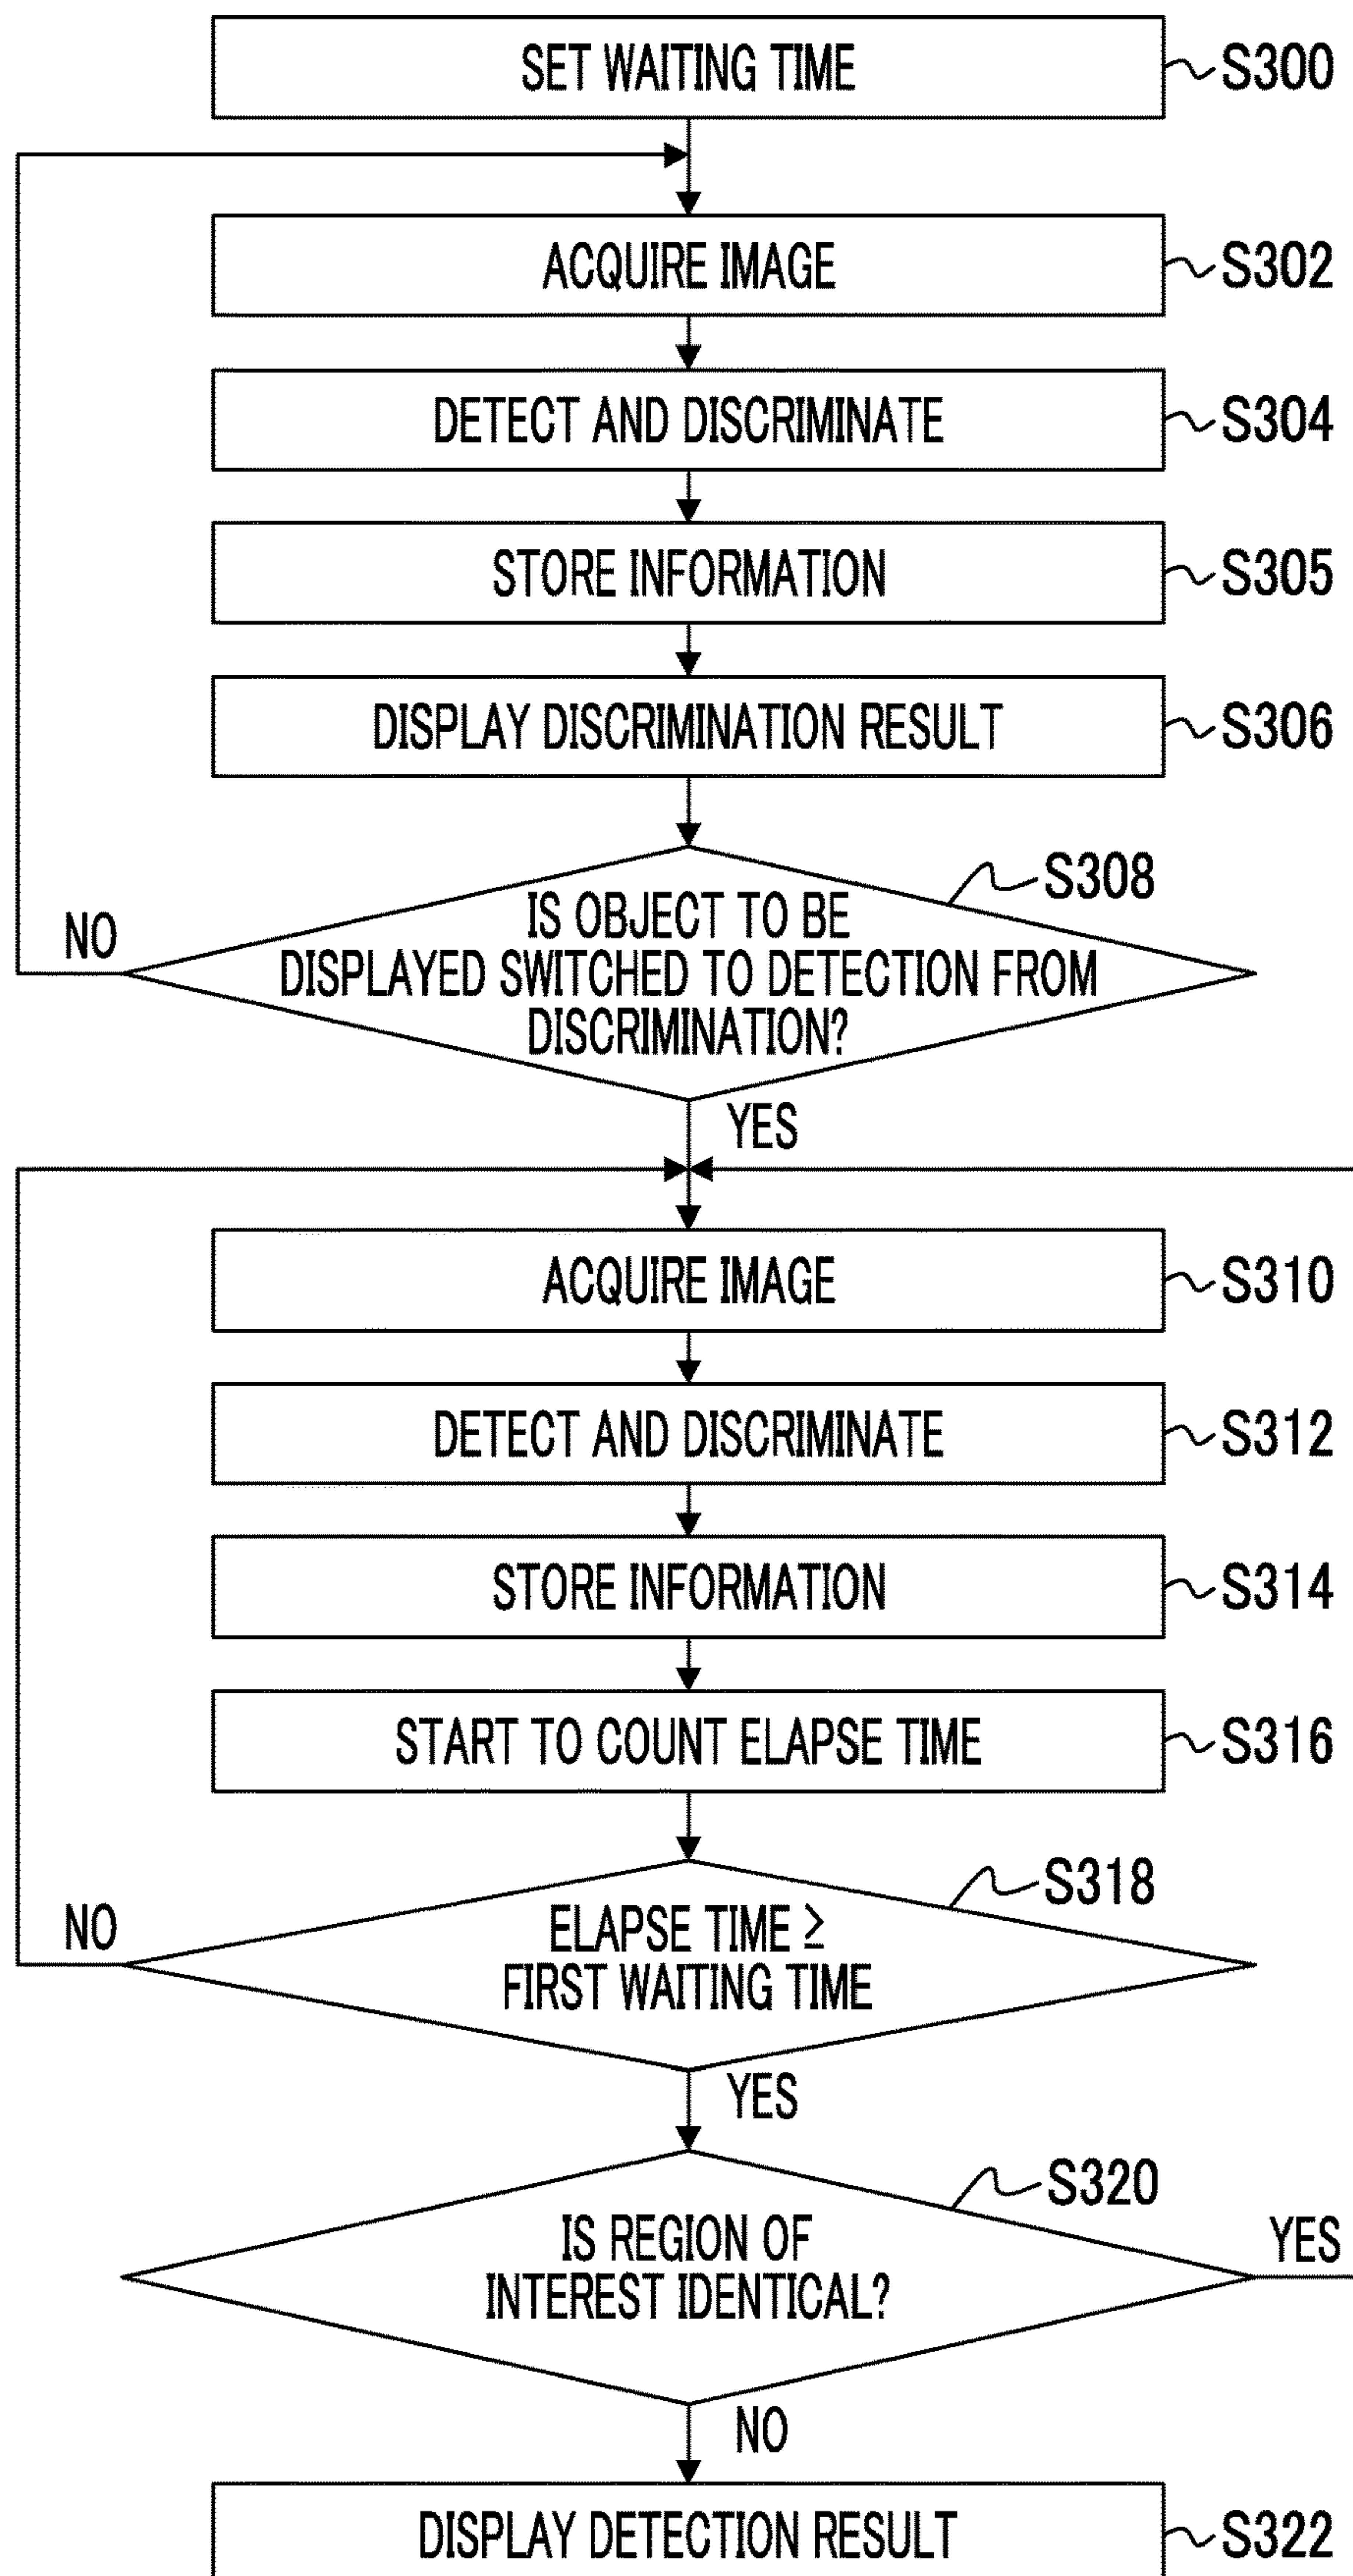 SET WAITING TIME
S300
ACQUIRE IMAGE
S302
DETECT AND DISCRIMINATE
S304
STORE INFORMATION
S305
DISPLAY DISCRIMINATION RESULT
S306
S308
IS OBJECT TO BE
DISPLAYED SWITCHED TO DETECTION FROM
DISCRIMINATION?
NO
YES
ACQUIRE IMAGE
S310
DETECT AND DISCRIMINATE
S312
STORE INFORMATION
S314
START TO COUNT ELAPSE TIME
S316
S318
ELAPSE TIME ≥
FIRST WAITING TIME
NO
YES
S320
IS REGION OF
INTEREST IDENTICAL?
YES
NO
DISPLAY DETECTION RESULT
S322